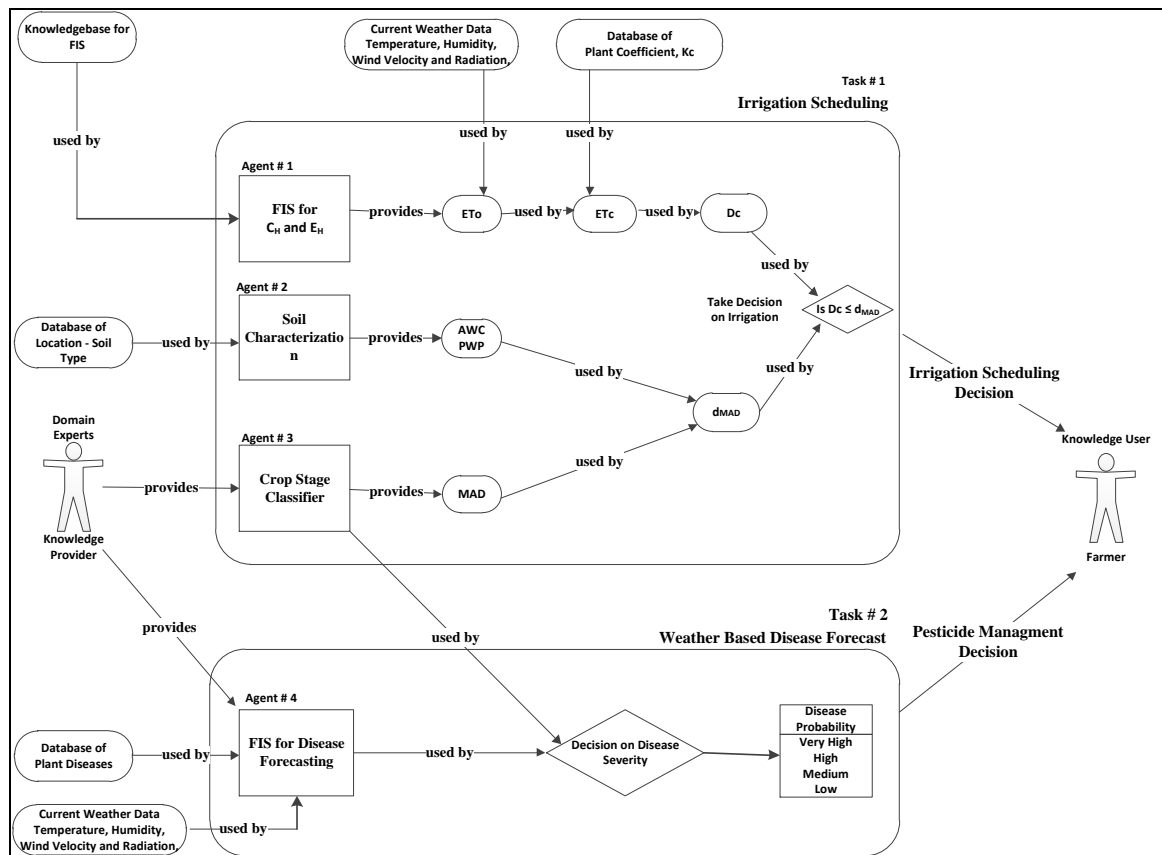 Knowledgebase for
FIS
Current Weather Data
Temperature, Humidity,
Wind Velocity and Radiation,
Database of
Plant Coefficient, Kc
Task # 1
Irrigation Scheduling
used by
used by
used by
Agent # 1
FIS for
CH and EH
provides
ETo
used by
ETc
used by
Dc
used by
Agent # 2
Take Decision
on Irrigation
Is Dc ≤ dMAD
Database of
Location - Soil
Type
used by
Soil
Characterizatio
n
provides
AWC
PWP
used by
used by
Irrigation Scheduling
Decision
dMAD
Domain
Experts
Knowledge
Provider
provides
Agent # 3
Crop Stage
Classifier
provides
MAD
used by
Knowledge User
Farmer
provides
used by
Task # 2
Weather Based Disease Forecast
Pesticide Managment
Decision
Agent # 4
Database of
Plant Diseases
used by
FIS for Disease
Forecasting
used by
Decision on Disease
Severity
Disease
Probability
Very High
High
Medium
Low
Current Weather Data
Temperature, Humidity,
Wind Velocity and Radiation,
used by